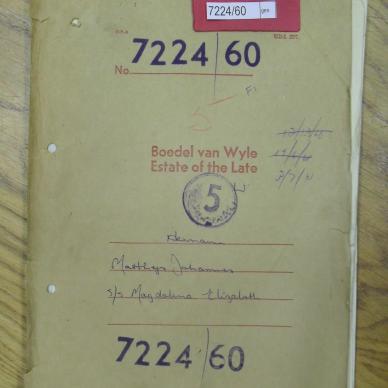 7224/60
7224/60
No.
5
Boedel van Wyle
Estate of the Late
5
Matthys Johannes
s/s Magdalena Elizabeth
7224/60